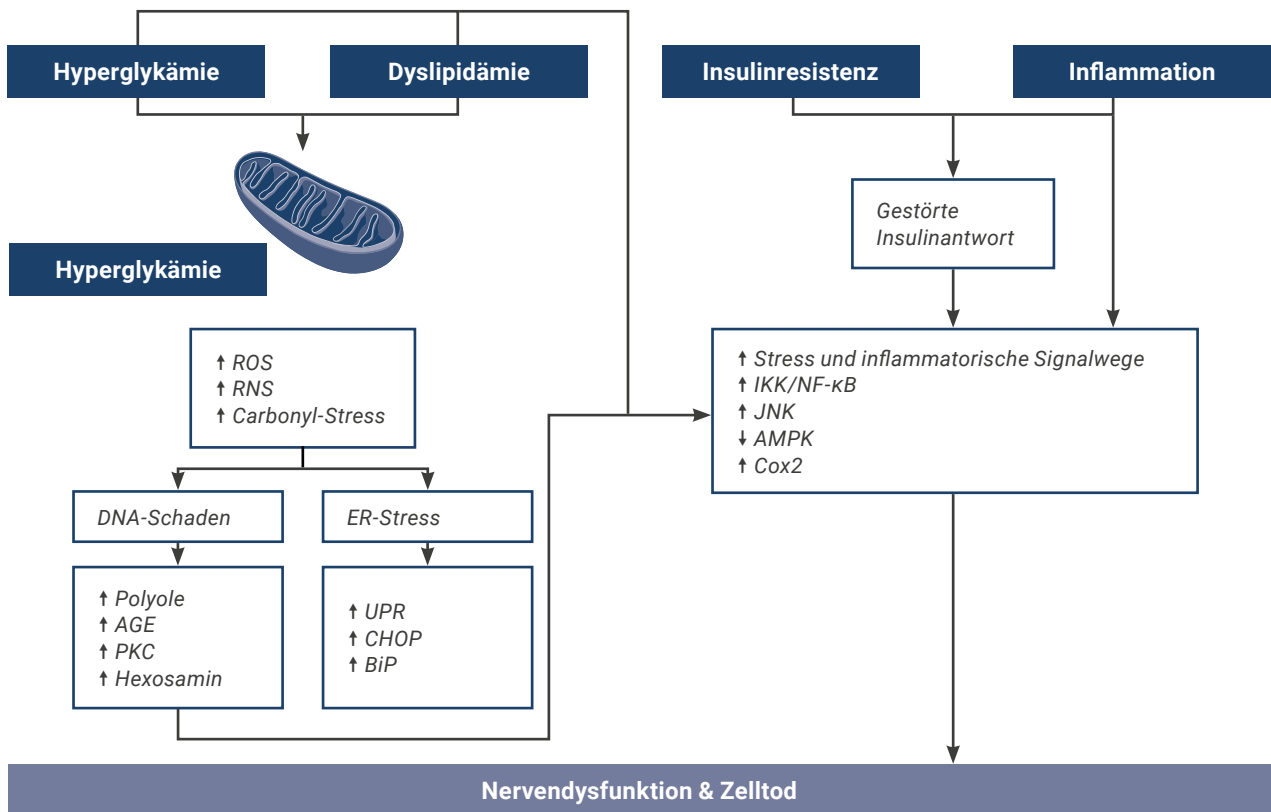 Hyperglykämie
Dyslipidämie
Insulinresistenz
Inflammation
Gestörte
Insulinantwort
Hyperglykämie
↑ ROS
↑ RNS
↑ Carbonyl-Stress
↑ Stress und inflammatorische Signalwege
↑ IKK/NF-κB
↑ JNK
↓ AMPK
↑ Cox2
DNA-Schaden
ER-Stress
↑ Polyole
↑ AGE
↑ PKC
↑ Hexosamin
↑ UPR
↑ CHOP
↑ BiP
Nervendysfunktion & Zelltod